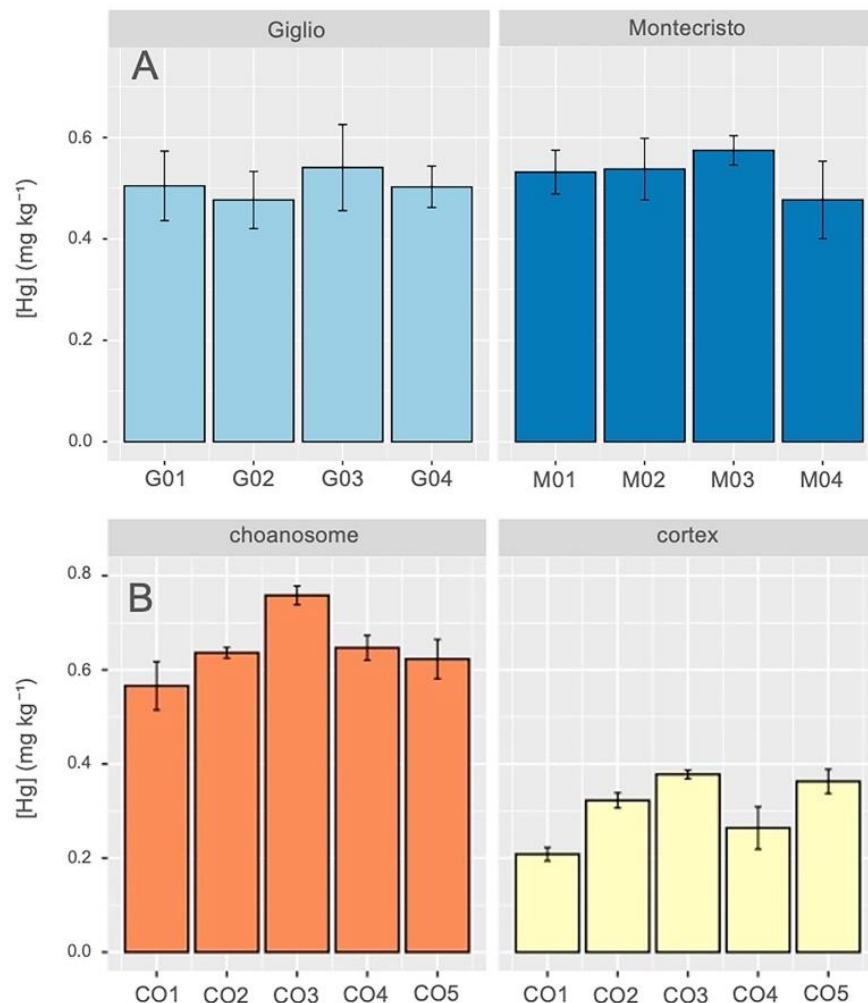 Giglio
Montecristo
A
[Hg] (mg kg⁻¹)
0.6
0.4
0.2
0.0
G01 G02 G03 G04
M01 M02 M03 M04
choanosome
cortex
B
[Hg] (mg kg⁻¹)
0.8
0.6
0.4
0.2
0.0
CO1 CO2 CO3 CO4 CO5
CO1 CO2 CO3 CO4 CO5